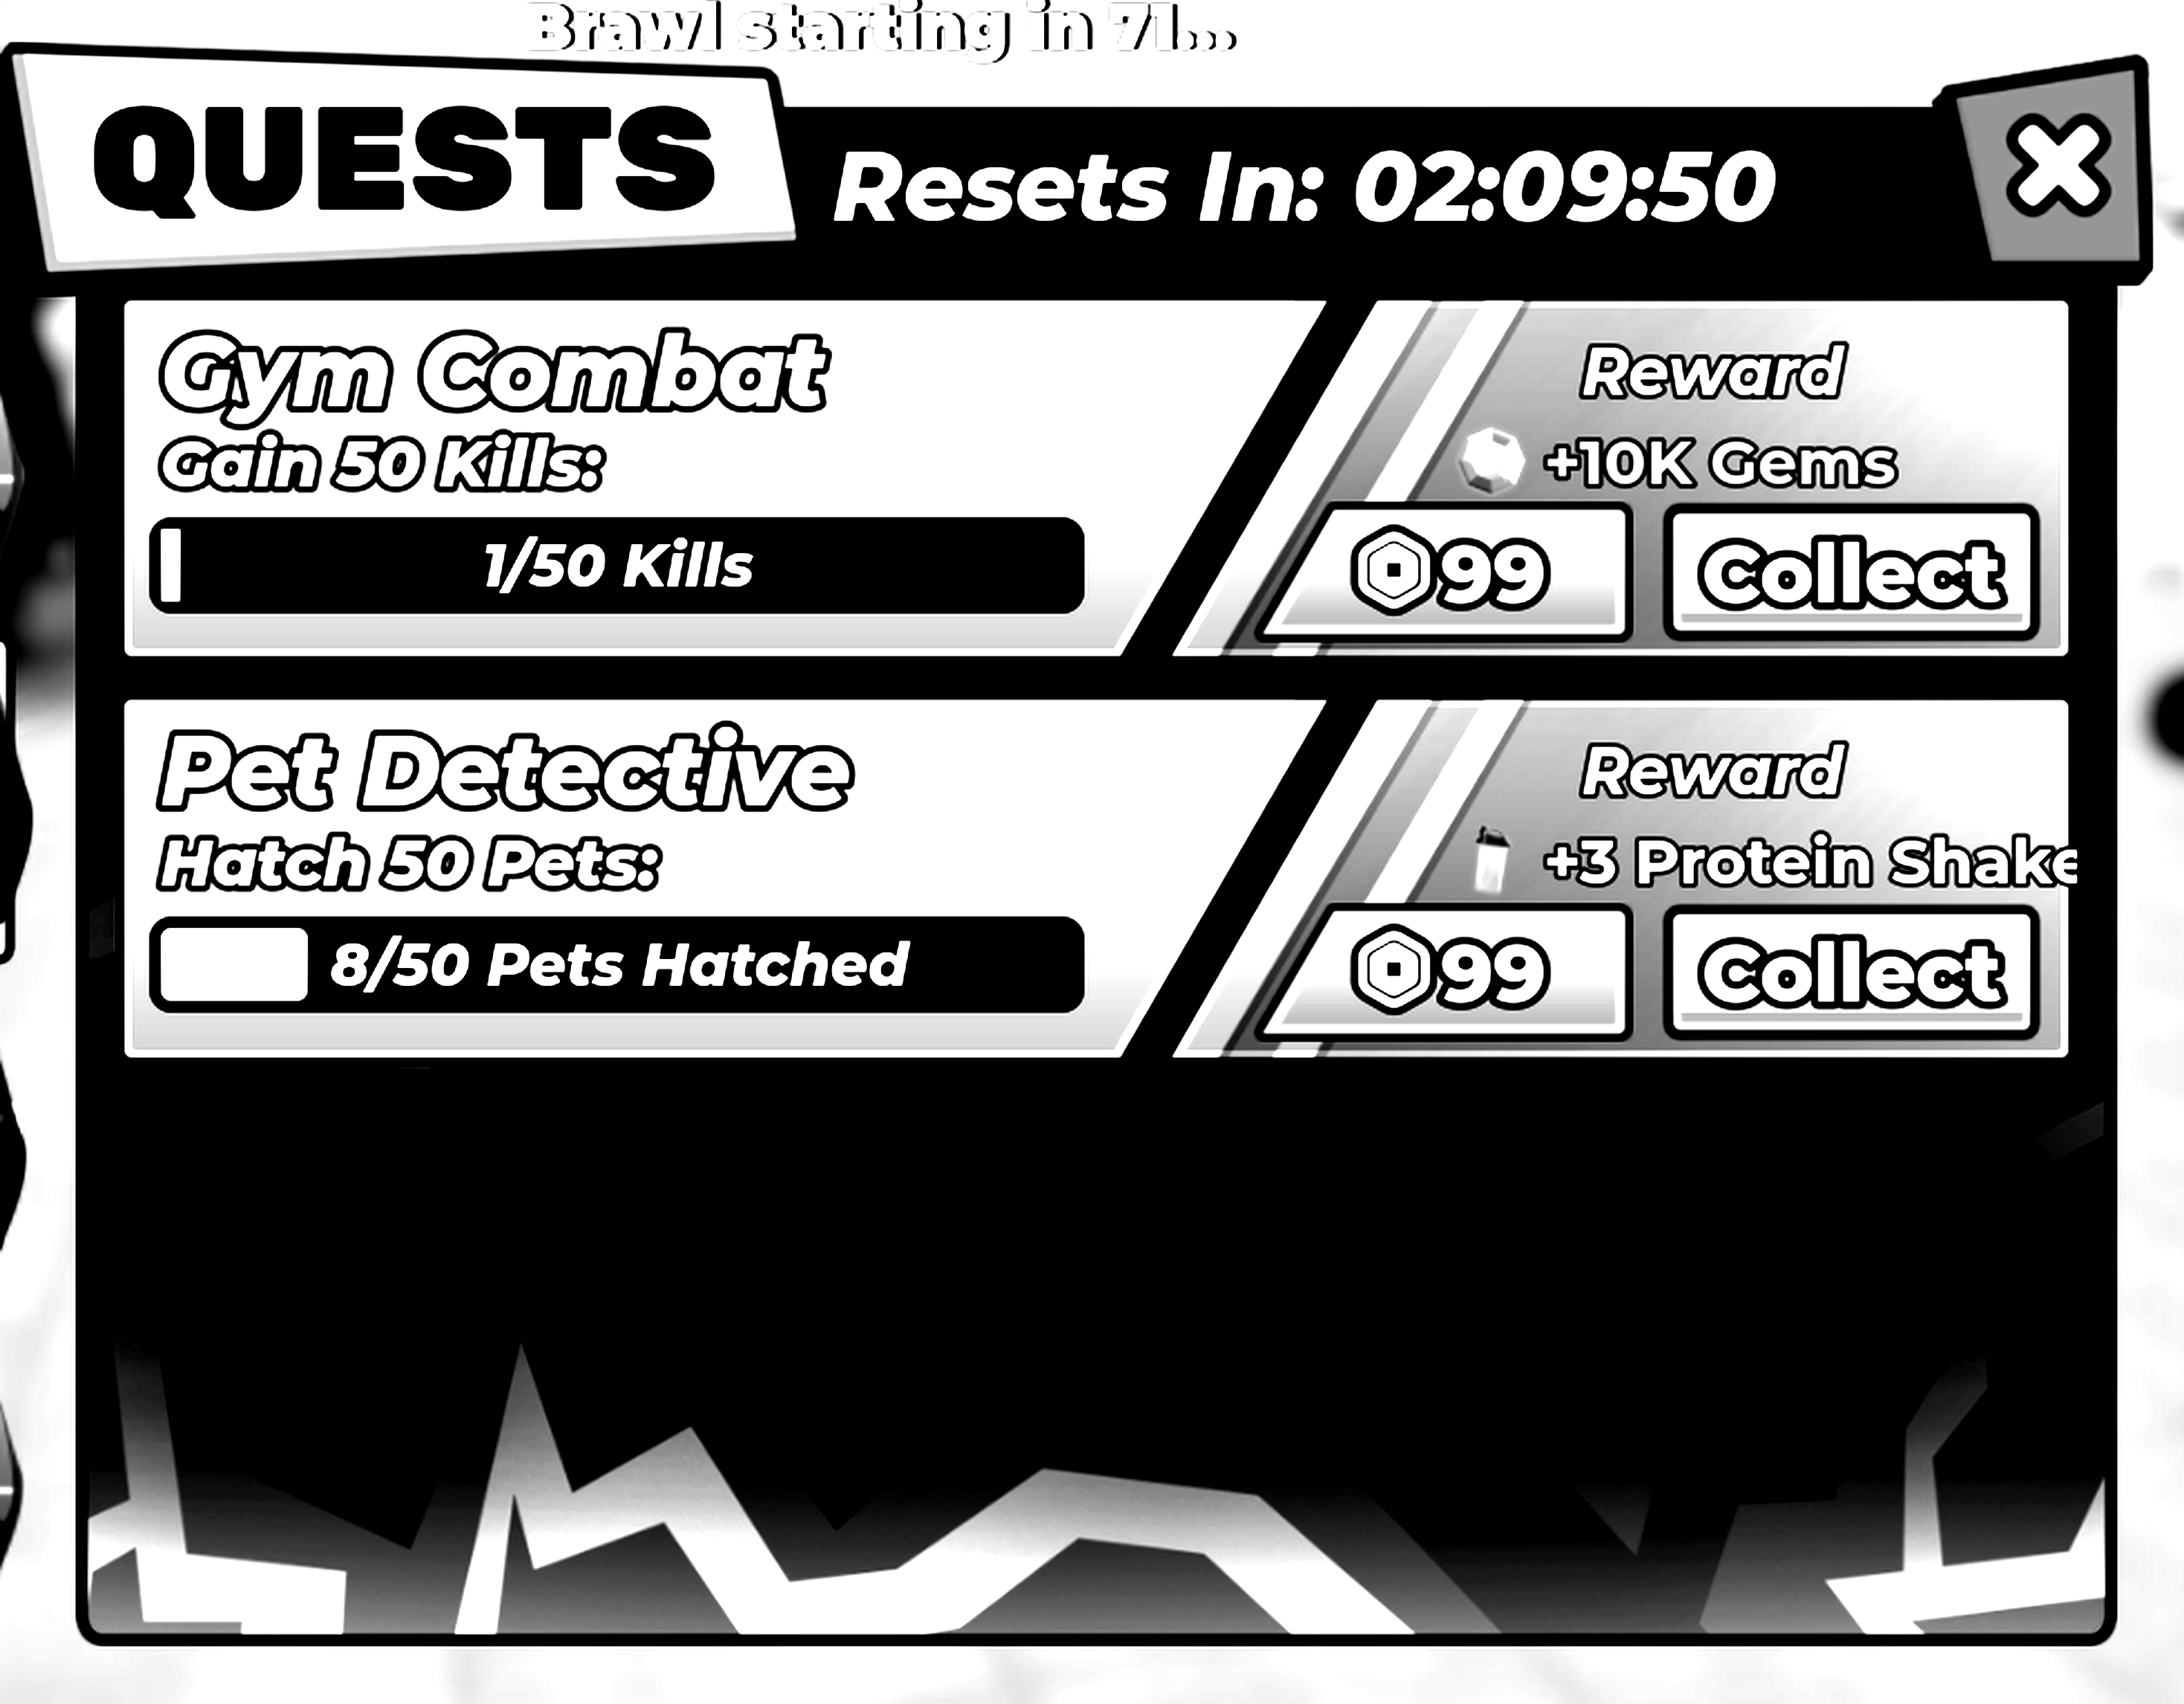 Brawl starting in 71...
QUESTS
Resets In: 02:09:50
Gym Combat
Gain 50 Kills:
1/50 Kills
Reward
+10K Gems
99
Collect
Pet Detective
Hatch 50 Pets:
8/50 Pets Hatched
Reward
+3 Protein Shake
99
Collect